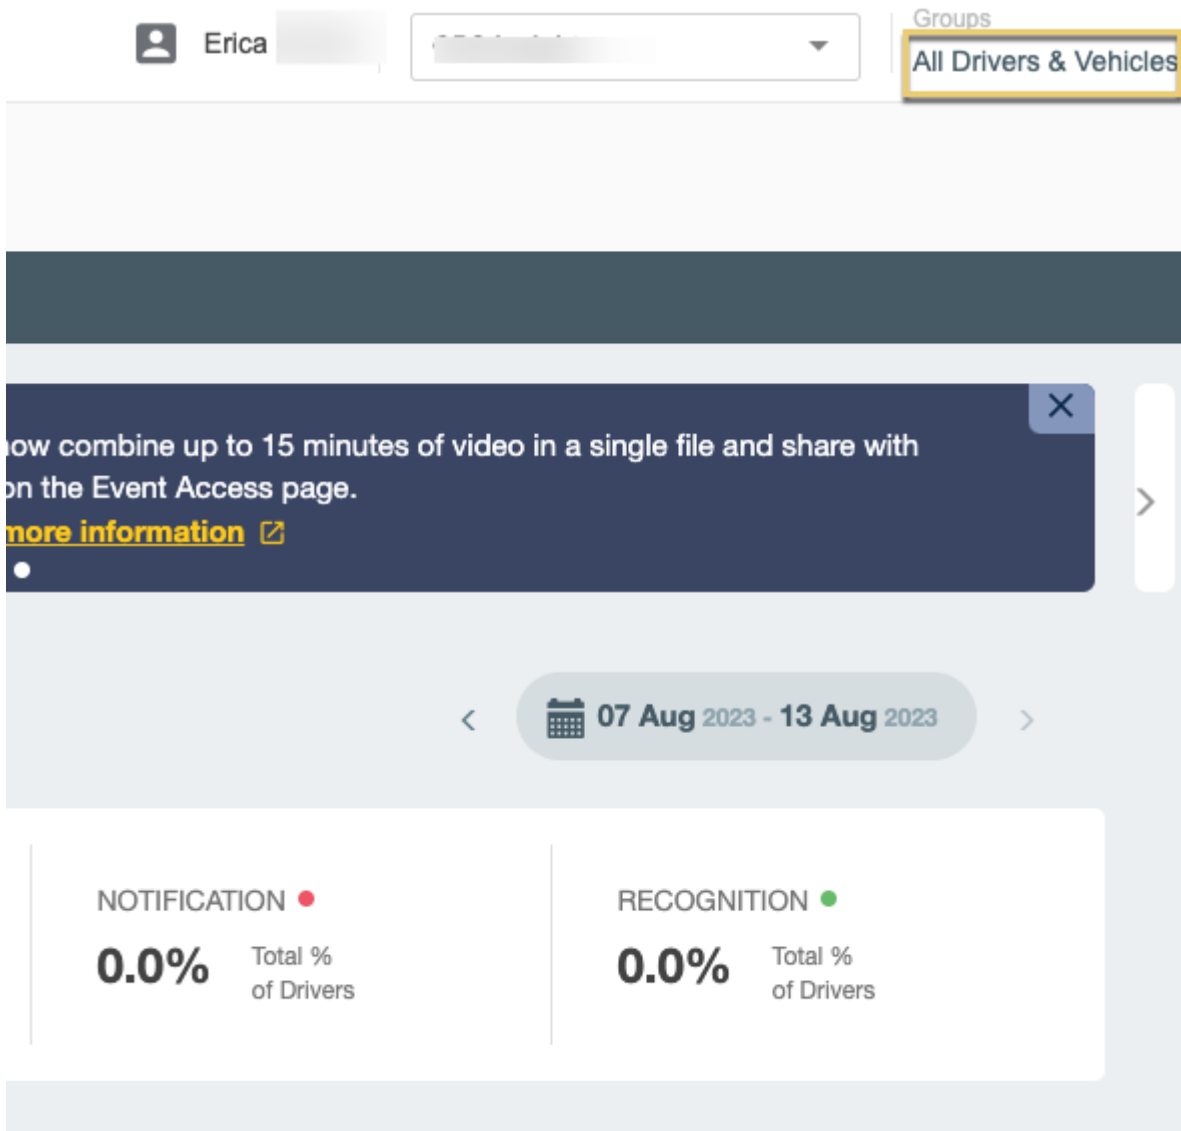 Groups
Erica
All Drivers & Vehicles
now combine up to 15 minutes of video in a single file and share with
on the Event Access page.
more information
07 Aug 2023 - 13 Aug 2023
NOTIFICATION
RECOGNITION
0.0% Total %
of Drivers
0.0% Total %
of Drivers